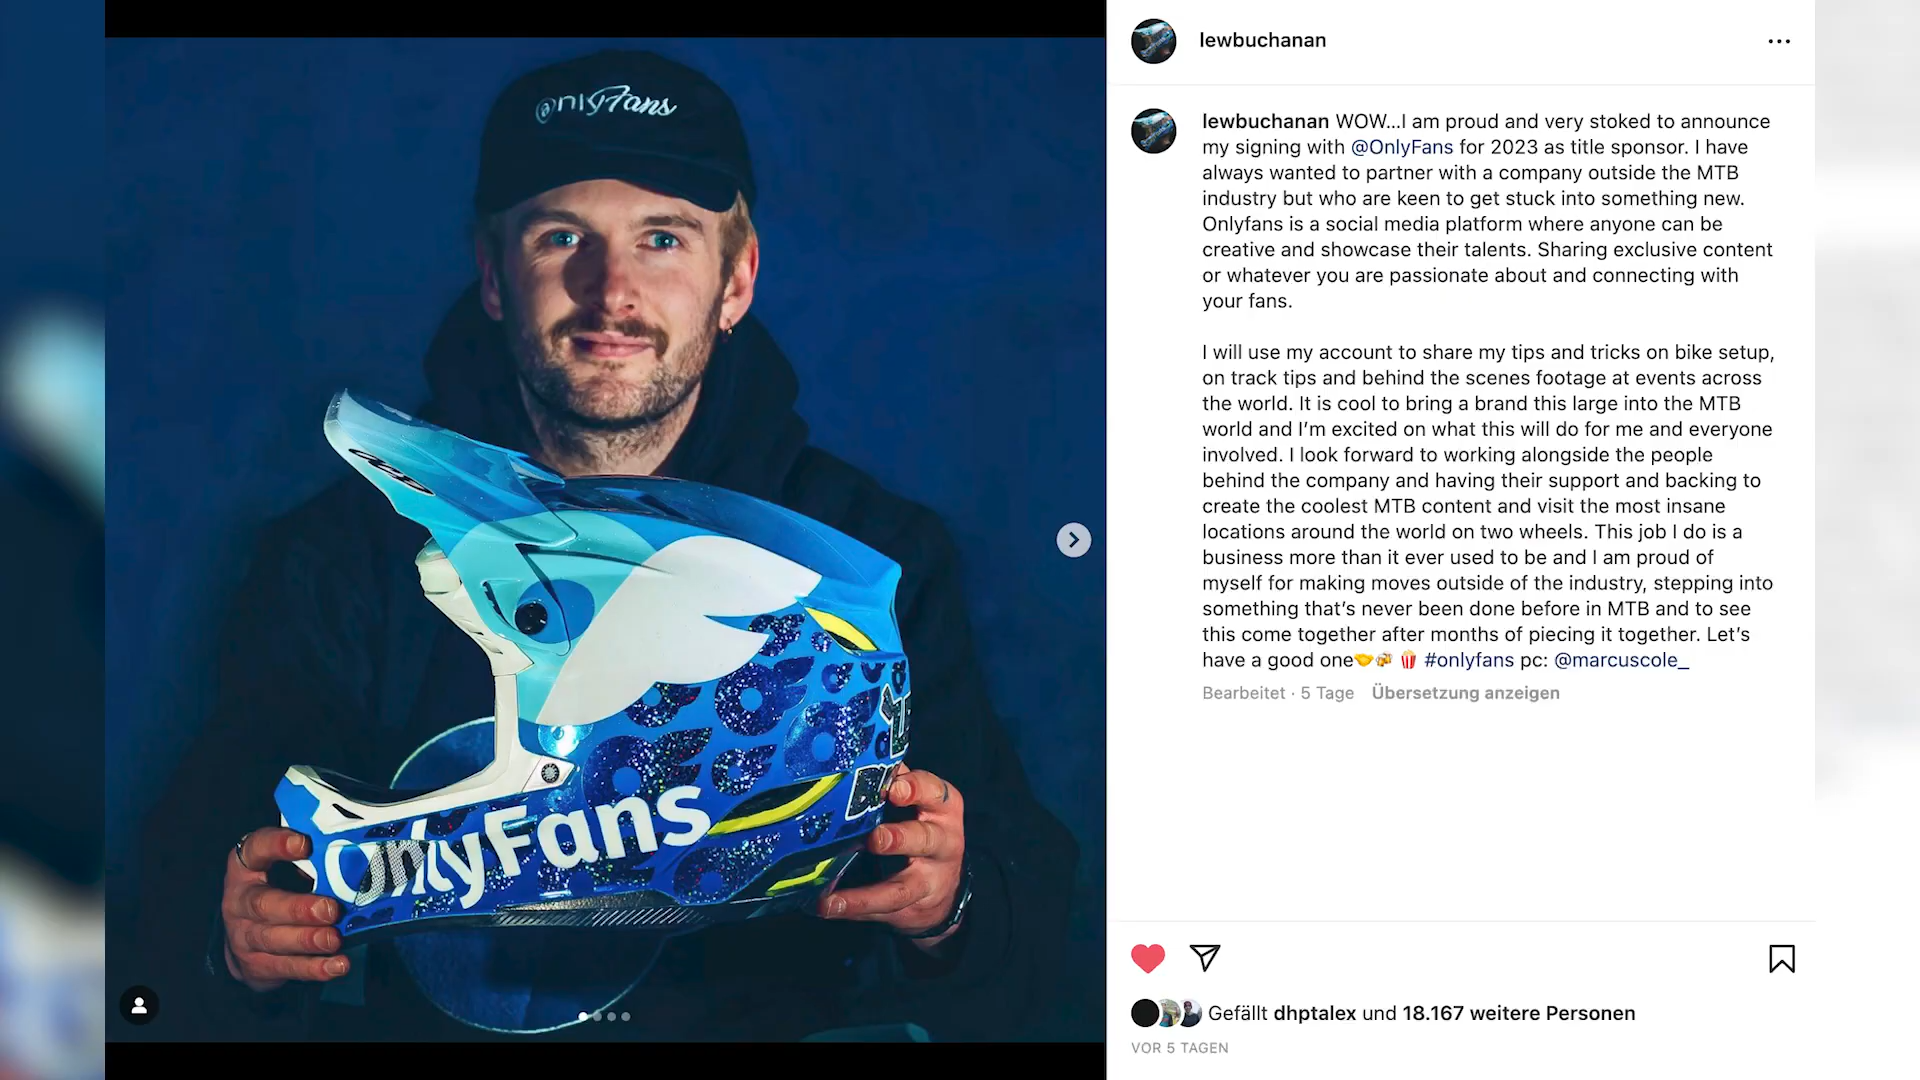 OnlyFans
OnlyFans
lewbuchanan
lewbuchanan WOW...I am proud and very stoked to announce
my signing with @OnlyFans for 2023 as title sponsor. I have
always wanted to partner with a company outside the MTB
industry but who are keen to get stuck into something new.
Onlyfans is a social media platform where anyone can be
creative and showcase their talents. Sharing exclusive content
or whatever you are passionate about and connecting with
your fans.
I will use my account to share my tips and tricks on bike setup,
on track tips and behind the scenes footage at events across
the world. It is cool to bring a brand this large into the MTB
world and I’m excited on what this will do for me and everyone
involved. I look forward to working alongside the people
behind the company and having their support and backing to
create the coolest MTB content and visit the most insane
locations around the world on two wheels. This job I do is a
business more than it ever used to be and I am proud of
myself for making moves outside of the industry, stepping into
something that’s never been done before in MTB and to see
this come together after months of piecing it together. Let’s
have a good one🤝🍻🍿 #onlyfans pc: @marcuscole_
Bearbeitet · 5 Tage Übersetzung anzeigen
Gefällt dhptalex und 18.167 weitere Personen
VOR 5 TAGEN